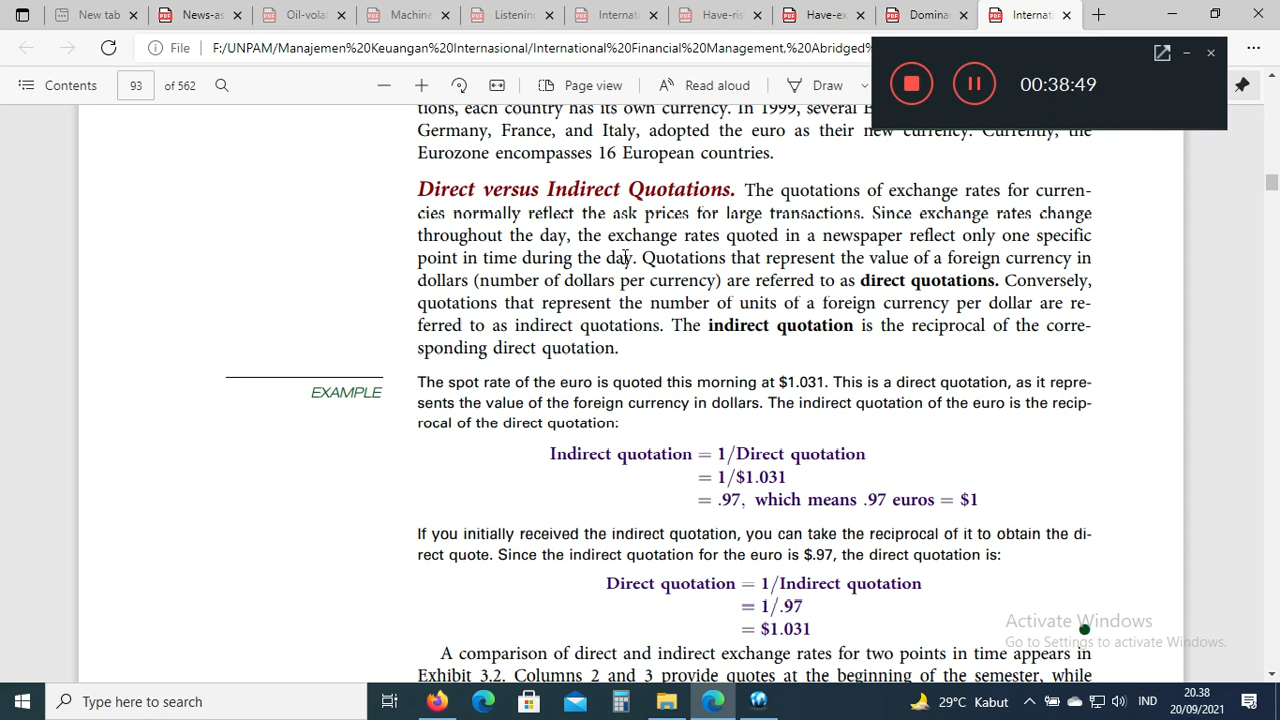 New tab
News-as
Oil-volat
Machine
Listening
Internati
Have-ris
Have-ex
Domina
Internati
File
F:/UNPAM/Manajemen%20Keuangan%20Internasional/International%20Financial%20Management,%20Abridged%
Contents
93
of 562
Page view
Read aloud
Draw
00:38:49
tions, each country has its own currency. In 1999, several E
Germany, France, and Italy, adopted the euro as their new currency. Currently, the
Eurozone encompasses 16 European countries.
Direct versus Indirect Quotations. The quotations of exchange rates for curren-
cies normally reflect the ask prices for large transactions. Since exchange rates change
throughout the day, the exchange rates quoted in a newspaper reflect only one specific
point in time during the day. Quotations that represent the value of a foreign currency in
dollars (number of dollars per currency) are referred to as direct quotations. Conversely,
quotations that represent the number of units of a foreign currency per dollar are re-
ferred to as indirect quotations. The indirect quotation is the reciprocal of the corre-
sponding direct quotation.
EXAMPLE
The spot rate of the euro is quoted this morning at $1.031. This is a direct quotation, as it repre-
sents the value of the foreign currency in dollars. The indirect quotation of the euro is the recip-
rocal of the direct quotation:
Indirect quotation = 1/Direct quotation
= 1/$1.031
= .97, which means .97 euros = $1
If you initially received the indirect quotation, you can take the reciprocal of it to obtain the di-
rect quote. Since the indirect quotation for the euro is $.97, the direct quotation is:
Direct quotation = 1/Indirect quotation
= 1/.97
= $1.031
A comparison of direct and indirect exchange rates for two points in time appears in
Exhibit 3.2. Columns 2 and 3 provide quotes at the beginning of the semester, while
Activate Windows
Go to Settings to activate Windows.
Type here to search
29°C Kabut
IND
20.38
20/09/2021